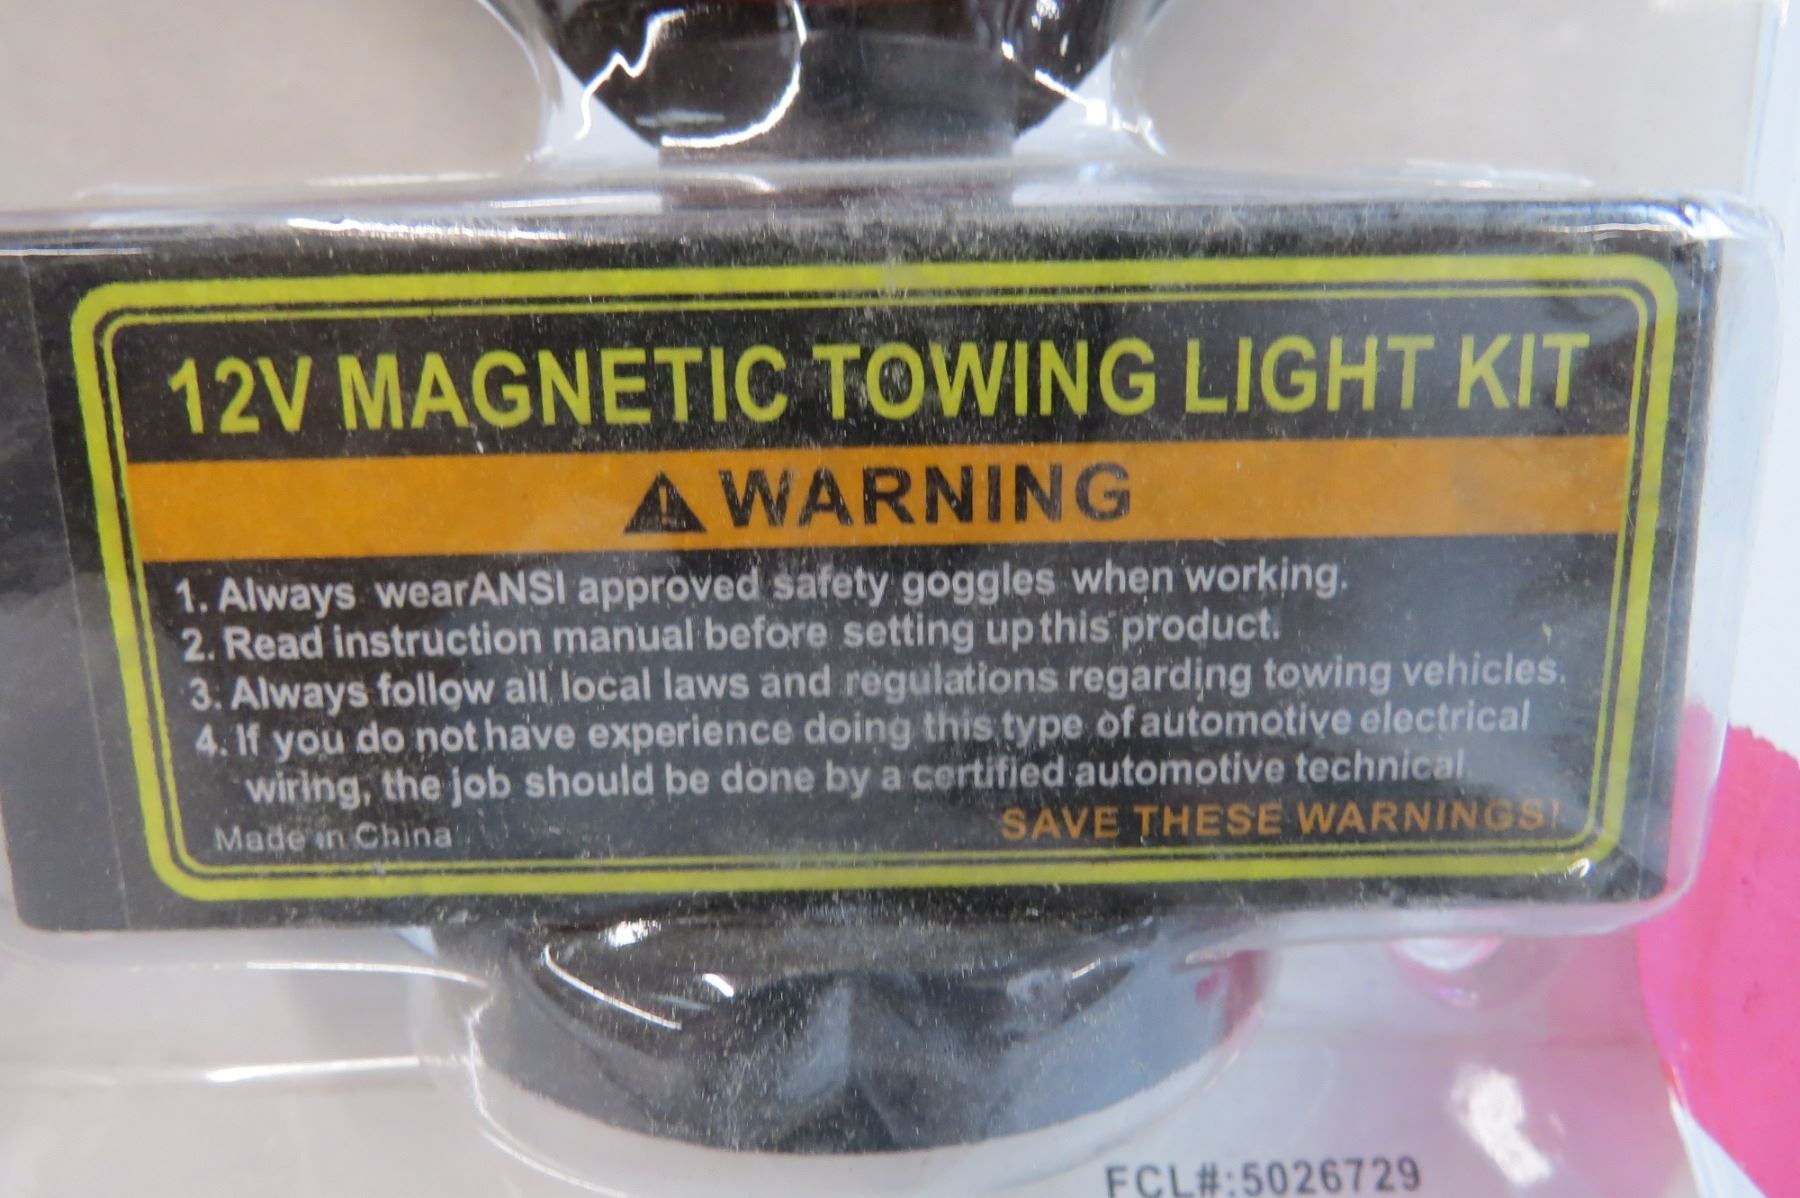 12V MAGNETIC TOWING LIGHT KIT
WARNING
1. Always wearANSI approved safety goggles when working.
2. Read instruction manual before setting up this product.
3. Always follow all local laws and regulations regarding towing vehicles.
4. If you do not have experience doing this type of automotive electrical
wiring, the job should be done by a certified automotive technical
Made in China
SAVE THESE WARNINGS!
FCL#:5026729